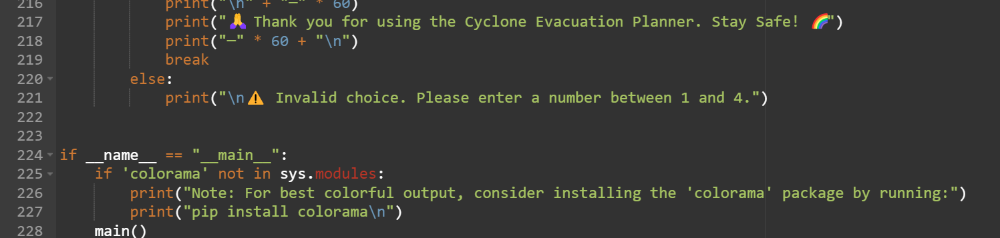 216             print("\n" + "—" * 60)
217             print("🙏 Thank you for using the Cyclone Evacuation Planner. Stay Safe! 🌈")
218             print("—" * 60 + "\n")
219             break
220         else:
221             print("\n⚠️ Invalid choice. Please enter a number between 1 and 4.")
222
223
224 if __name__ == "__main__":
225     if 'colorama' not in sys.modules:
226         print("Note: For best colorful output, consider installing the 'colorama' package by running:")
227         print("pip install colorama\n")
228     main()